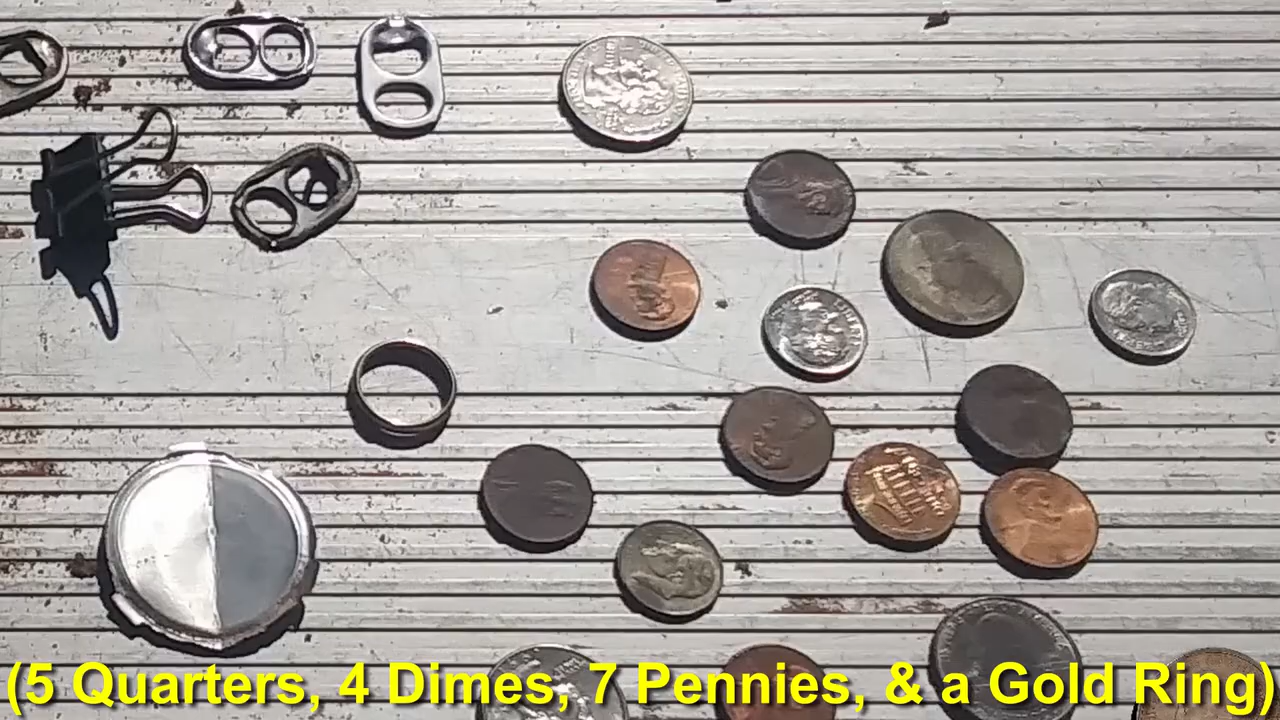 (5 Quarters, 4 Dimes, 7 Pennies, & a Gold Ring)